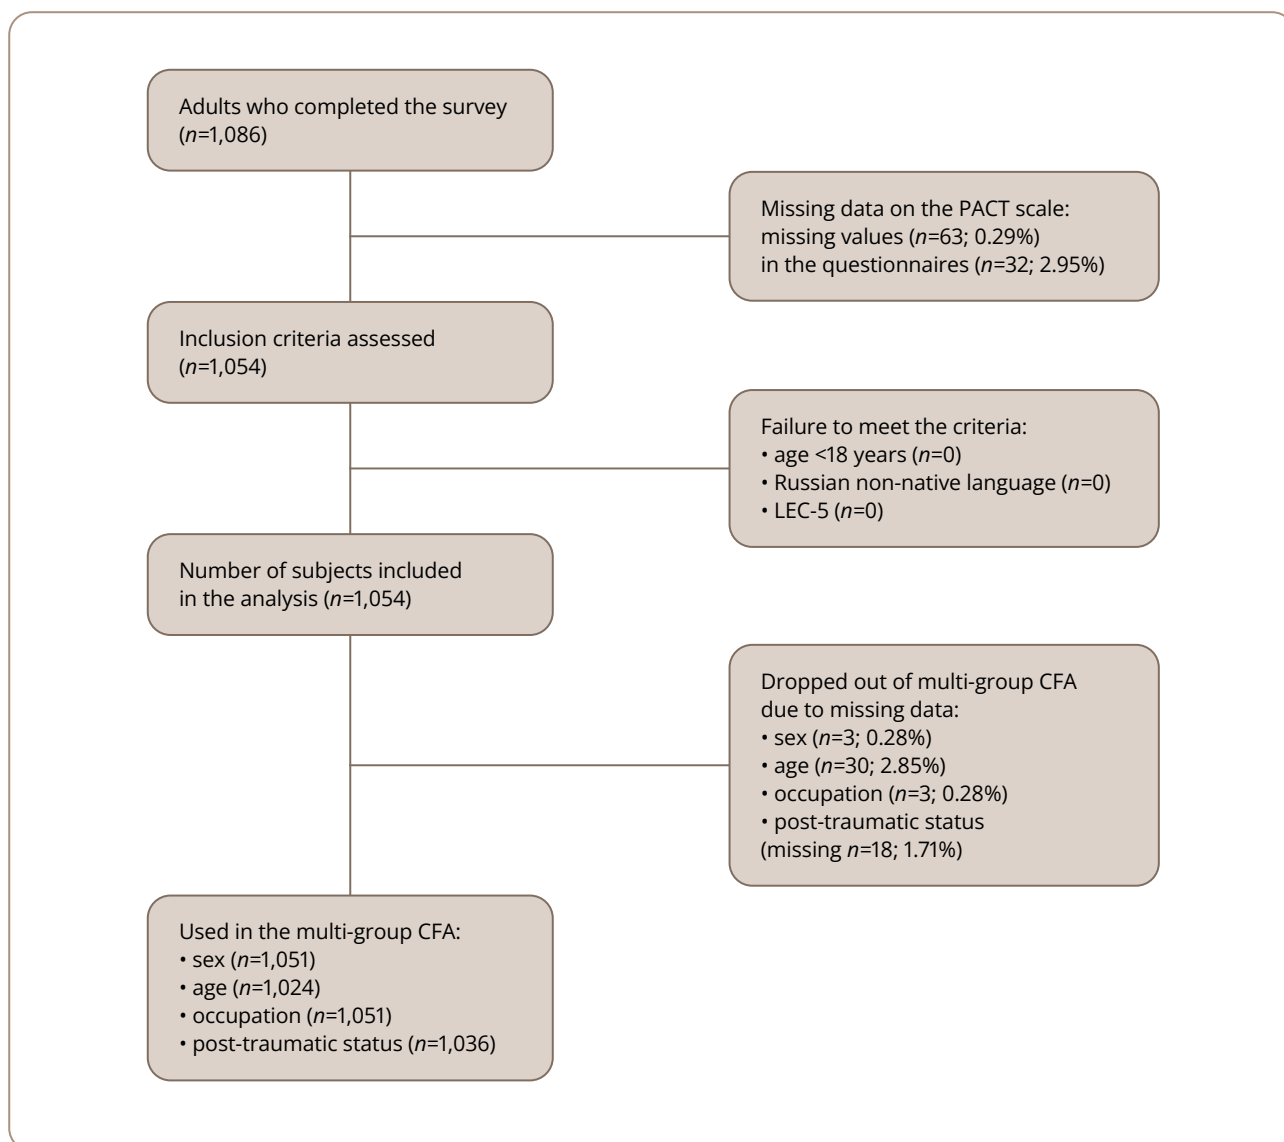 Adults who completed the survey
(n=1,086)
Missing data on the PACT scale:
missing values (n=63; 0.29%)
in the questionnaires (n=32; 2.95%)
Inclusion criteria assessed
(n=1,054)
Failure to meet the criteria:
• age <18 years (n=0)
• Russian non-native language (n=0)
• LEC-5 (n=0)
Number of subjects included
in the analysis (n=1,054)
Dropped out of multi-group CFA
due to missing data:
• sex (n=3; 0.28%)
• age (n=30; 2.85%)
• occupation (n=3; 0.28%)
• post-traumatic status
(missing n=18; 1.71%)
Used in the multi-group CFA:
• sex (n=1,051)
• age (n=1,024)
• occupation (n=1,051)
• post-traumatic status (n=1,036)